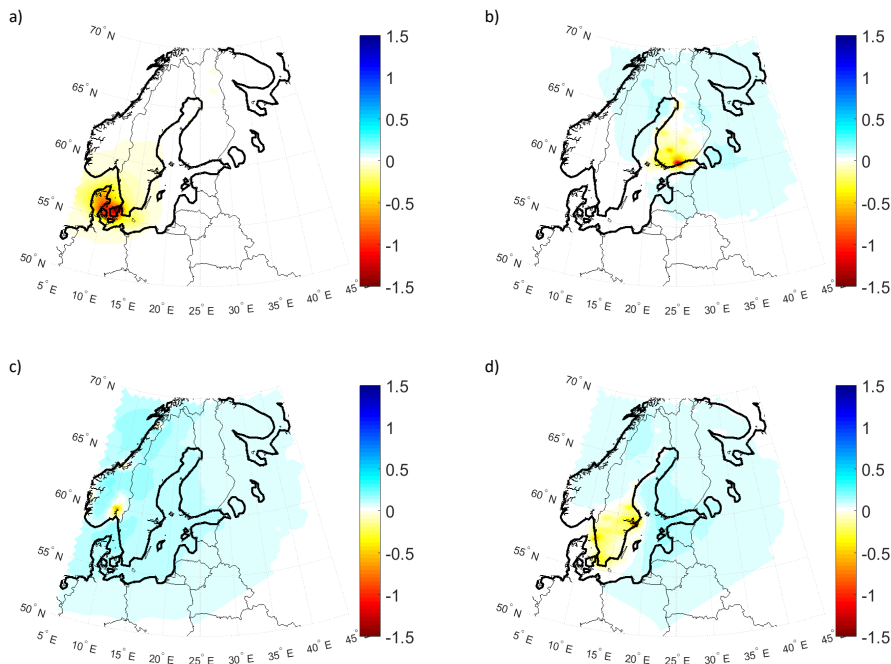 a)
70° N
65° N
60° N
55° N
50° N
5° E
10° E
15° E
20° E
25° E
30° E
35° E
40° E
45°
1.5
1
0.5
0
-0.5
-1
-1.5
b)
70° N
65° N
60° N
55° N
50° N
5° E
10° E
15° E
20° E
25° E
30° E
35° E
40° E
45°
1.5
1
0.5
0
-0.5
-1
-1.5
c)
70° N
65° N
60° N
55° N
50° N
5° E
10° E
15° E
20° E
25° E
30° E
35° E
40° E
45°
1.5
1
0.5
0
-0.5
-1
-1.5
d)
70° N
65° N
60° N
55° N
50° N
5° E
10° E
15° E
20° E
25° E
30° E
35° E
40° E
45°
1.5
1
0.5
0
-0.5
-1
-1.5